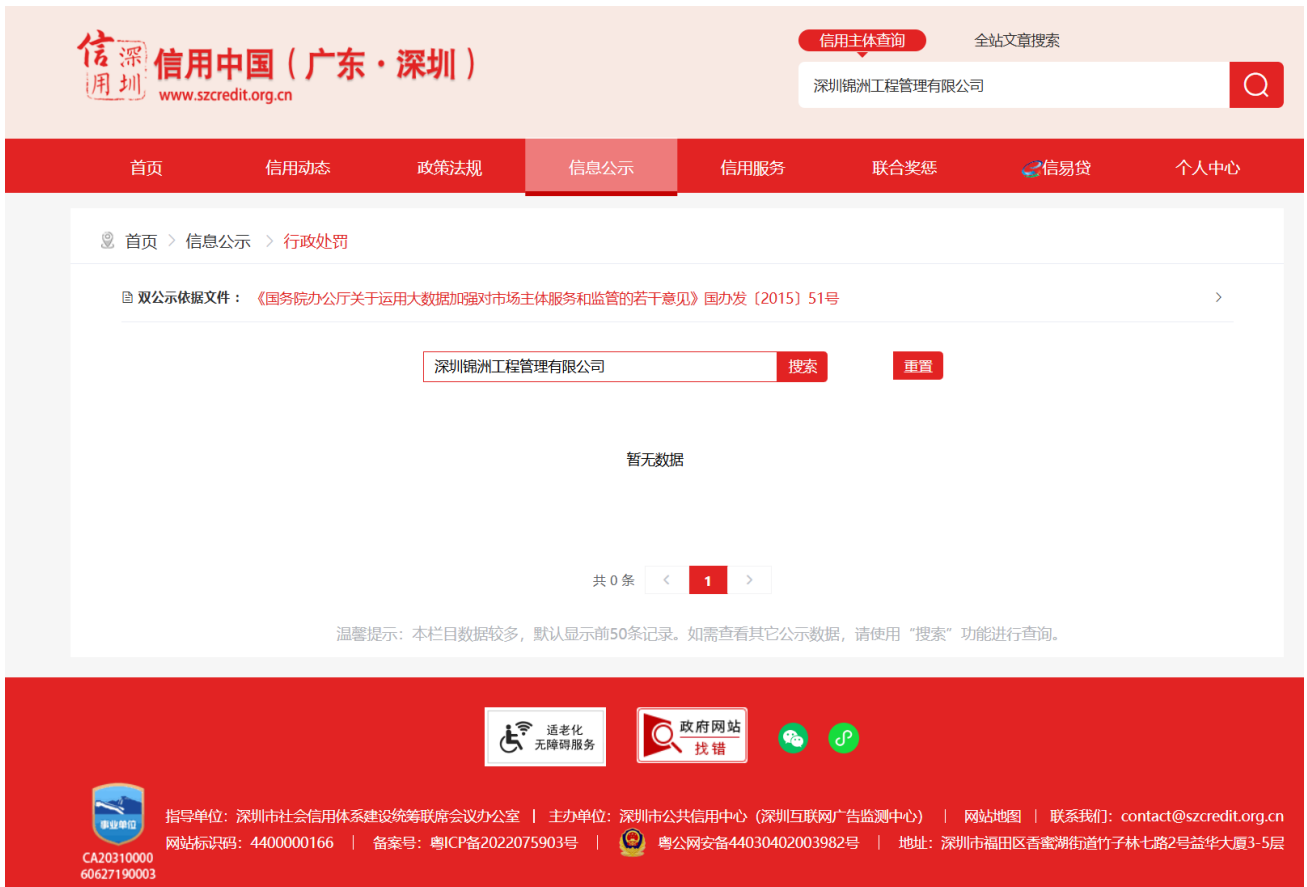 信用 深圳 信用中国（广东·深圳）
www.szcredit.org.cn
信用主体查询 全站文章搜索
深圳锦洲工程管理有限公司
首页 信用动态 政策法规 信息公示 信用服务 联合奖惩 信易贷 个人中心
首页 > 信息公示 > 行政处罚
双公示依据文件： 《国务院办公厅关于运用大数据加强对市场主体服务和监管的若干意见》国办发〔2015〕51号 >
深圳锦洲工程管理有限公司 搜索 重置
暂无数据
共 0 条 < 1 >
温馨提示：本栏目数据较多，默认显示前50条记录。如需查看其它公示数据，请使用“搜索”功能进行查询。
适老化
无障碍服务
政府网站
找错
事业单位
CA20310000
60627190003
指导单位：深圳市社会信用体系建设统筹联席会议办公室 | 主办单位：深圳市公共信用中心（深圳互联网广告监测中心） | 网站地图 | 联系我们：contact@szcredit.org.cn
网站标识码：4400000166 | 备案号：粤ICP备2022075903号 | 粤公网安备44030402003982号 | 地址：深圳市福田区香蜜湖街道竹子林七路2号益华大厦3-5层